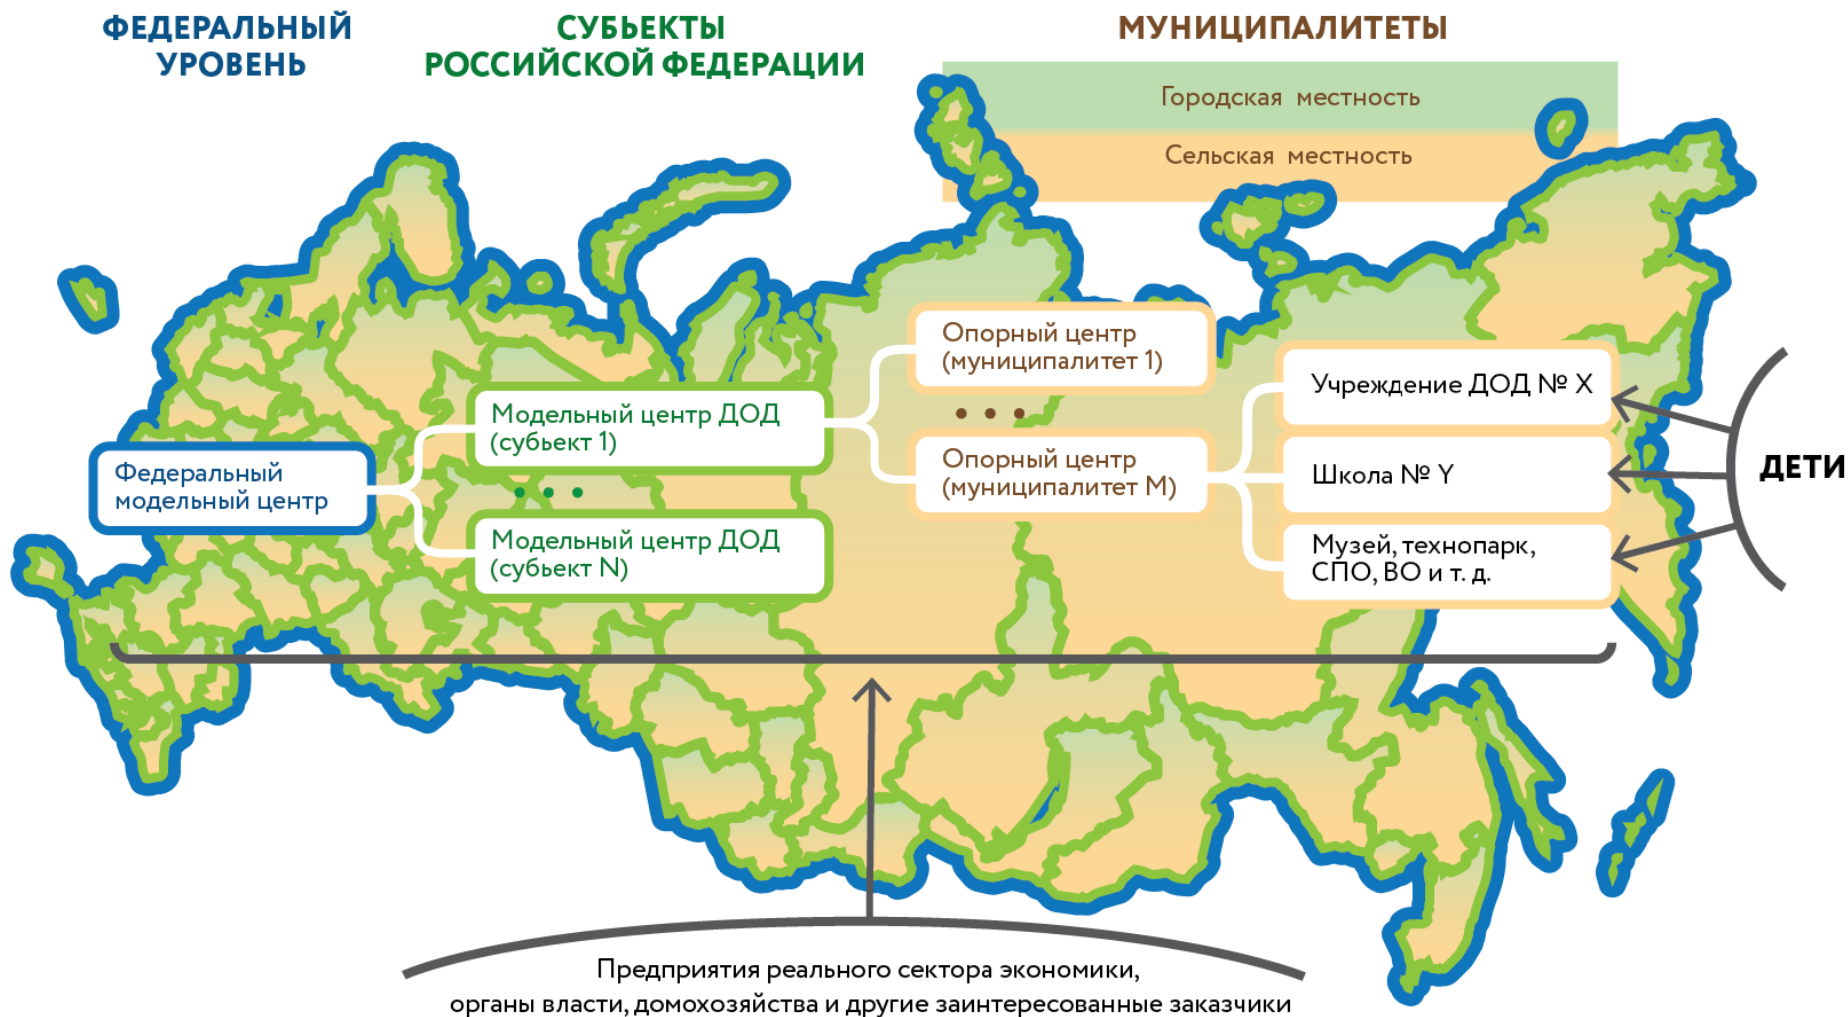 ФЕДЕРАЛЬНЫЙ
УРОВЕНЬ
СУБЪЕКТЫ
РОССИЙСКОЙ ФЕДЕРАЦИИ
МУНИЦИПАЛИТЕТЫ
Городская местность
Сельская местность
Федеральный
модельный центр
Модельный центр ДОД
(субъект 1)
• • •
Модельный центр ДОД
(субъект N)
Опорный центр
(муниципалитет 1)
• • •
Опорный центр
(муниципалитет М)
Учреждение ДОД № X
Школа № Y
Музей, технопарк,
СПО, ВО и т. д.
ДЕТИ
Предприятия реального сектора экономики,
органы власти, домохозяйства и другие заинтересованные заказчики